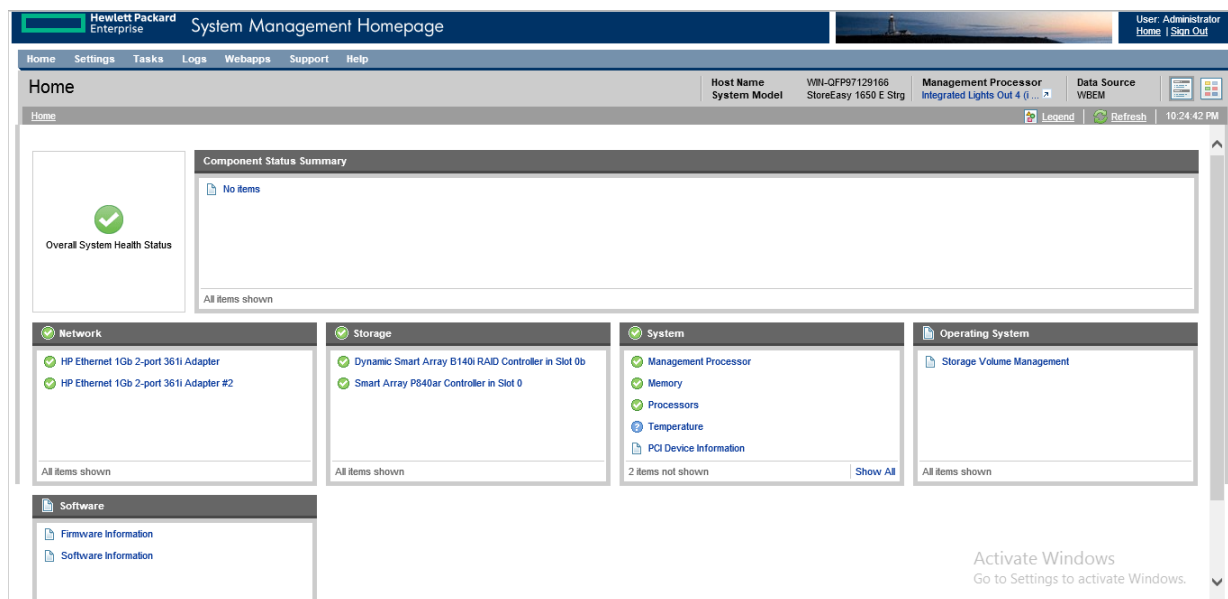 Hewlett Packard
Enterprise
System Management Homepage
User: Administrator
Home | Sign Out
Home Settings Tasks Logs Webapps Support Help
Home
Host Name WIN-QFP97129166
System Model StoreEasy 1650 E Strg
Management Processor
Integrated Lights Out 4 (i ...
Data Source
WBEM
Home
Legend Refresh 10:24:42 PM
Overall System Health Status
Component Status Summary
No items
All items shown
Network
HP Ethernet 1Gb 2-port 361i Adapter
HP Ethernet 1Gb 2-port 361i Adapter #2
All items shown
Storage
Dynamic Smart Array B140i RAID Controller in Slot 0b
Smart Array P840ar Controller in Slot 0
All items shown
System
Management Processor
Memory
Processors
Temperature
PCI Device Information
2 items not shown Show All
Operating System
Storage Volume Management
All items shown
Software
Firmware Information
Software Information
Activate Windows
Go to Settings to activate Windows.